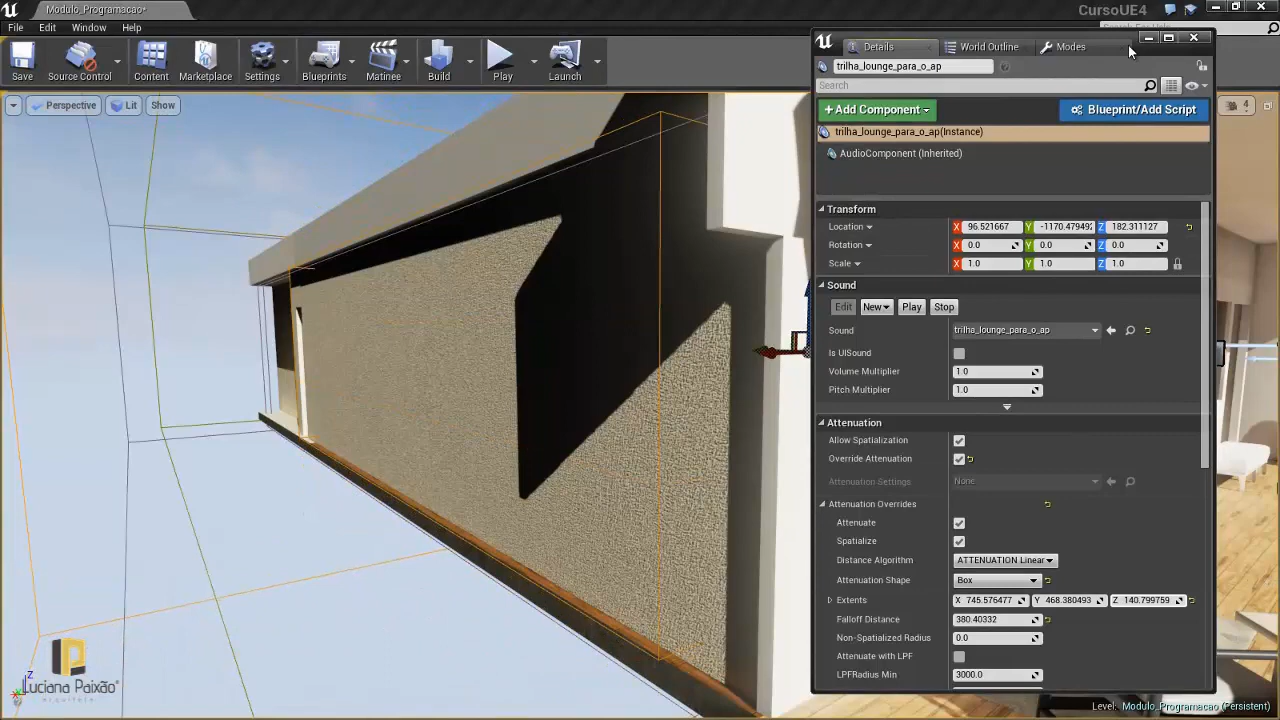 Modulo_Programacao*
CursoUE4
File Edit Window Help
Save Source Control Content Marketplace Settings Blueprints Matinee Build Play Launch
Perspective Lit Show
4
Details World Outline Modes
trilha_lounge_para_o_ap
Search
+Add Component Blueprint/Add Script
trilha_lounge_para_o_ap(Instance)
AudioComponent (Inherited)
Transform
Location X 96.521667 Y Z 182.311127
Rotation X 0.0 Y 0.0 Z 0.0
Scale X 1.0 Y 1.0 Z 1.0
Sound
Edit New Play Stop
Sound trilha_lounge_para_o_ap
Is UISound
Volume Multiplier 1.0
Pitch Multiplier 1.0
Attenuation
Allow Spatialization
Override Attenuation
Attenuation Settings None
Attenuation Overrides
Attenuate
Spatialize
Distance Algorithm ATTENUATION Linear
Attenuation Shape Box
Extents X 745.576477 Y 468.380493 Z 140.799759
Falloff Distance 380.40332
Non-Spatialized Radius 0.0
Attenuate with LPF
LPFRadius Min 3000.0
Z
Luciana Paixão
arquiteta
Level: Modulo_Programacao (Persistent)